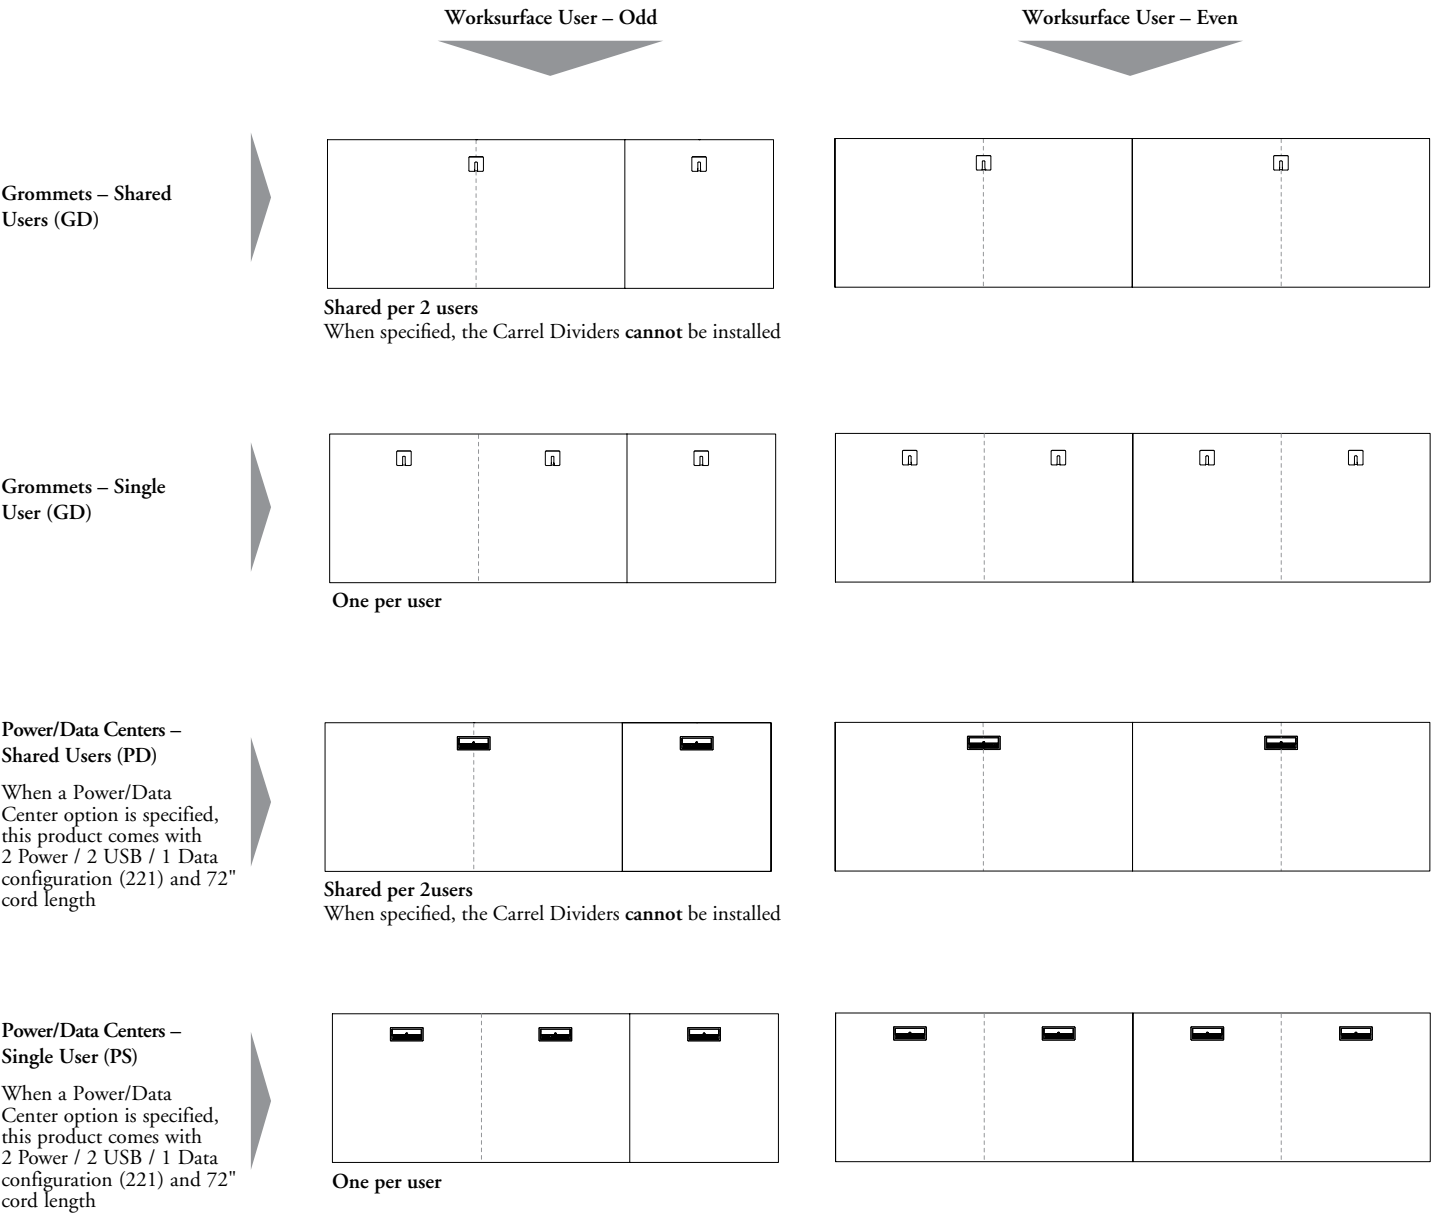 Worksurface User – Odd
Worksurface User – Even
Grommets – Shared
Users (GD)
Shared per 2 users
When specified, the Carrel Dividers cannot be installed
Grommets – Single
User (GD)
One per user
Power/Data Centers –
Shared Users (PD)
When a Power/Data
Center option is specified,
this product comes with
2 Power / 2 USB / 1 Data
configuration (221) and 72"
cord length
Shared per 2users
When specified, the Carrel Dividers cannot be installed
Power/Data Centers –
Single User (PS)
When a Power/Data
Center option is specified,
this product comes with
2 Power / 2 USB / 1 Data
configuration (221) and 72"
cord length
One per user